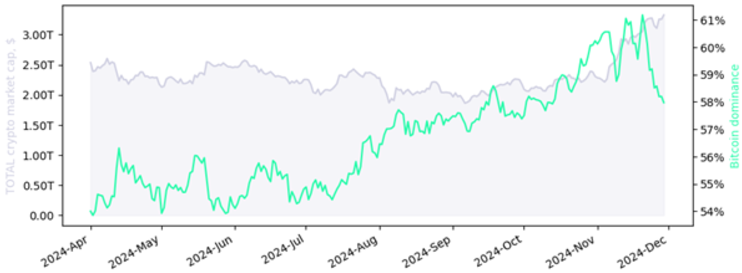 TOTAL crypto market cap, $
3.00T
2.50T
2.00T
1.50T
1.00T
0.50T
0.00
61%
60%
59%
58%
57%
56%
55%
54%
Bitcoin dominance
2024-Apr
2024-May
2024-Jun
2024-Jul
2024-Aug
2024-Sep
2024-Oct
2024-Nov
2024-Dec